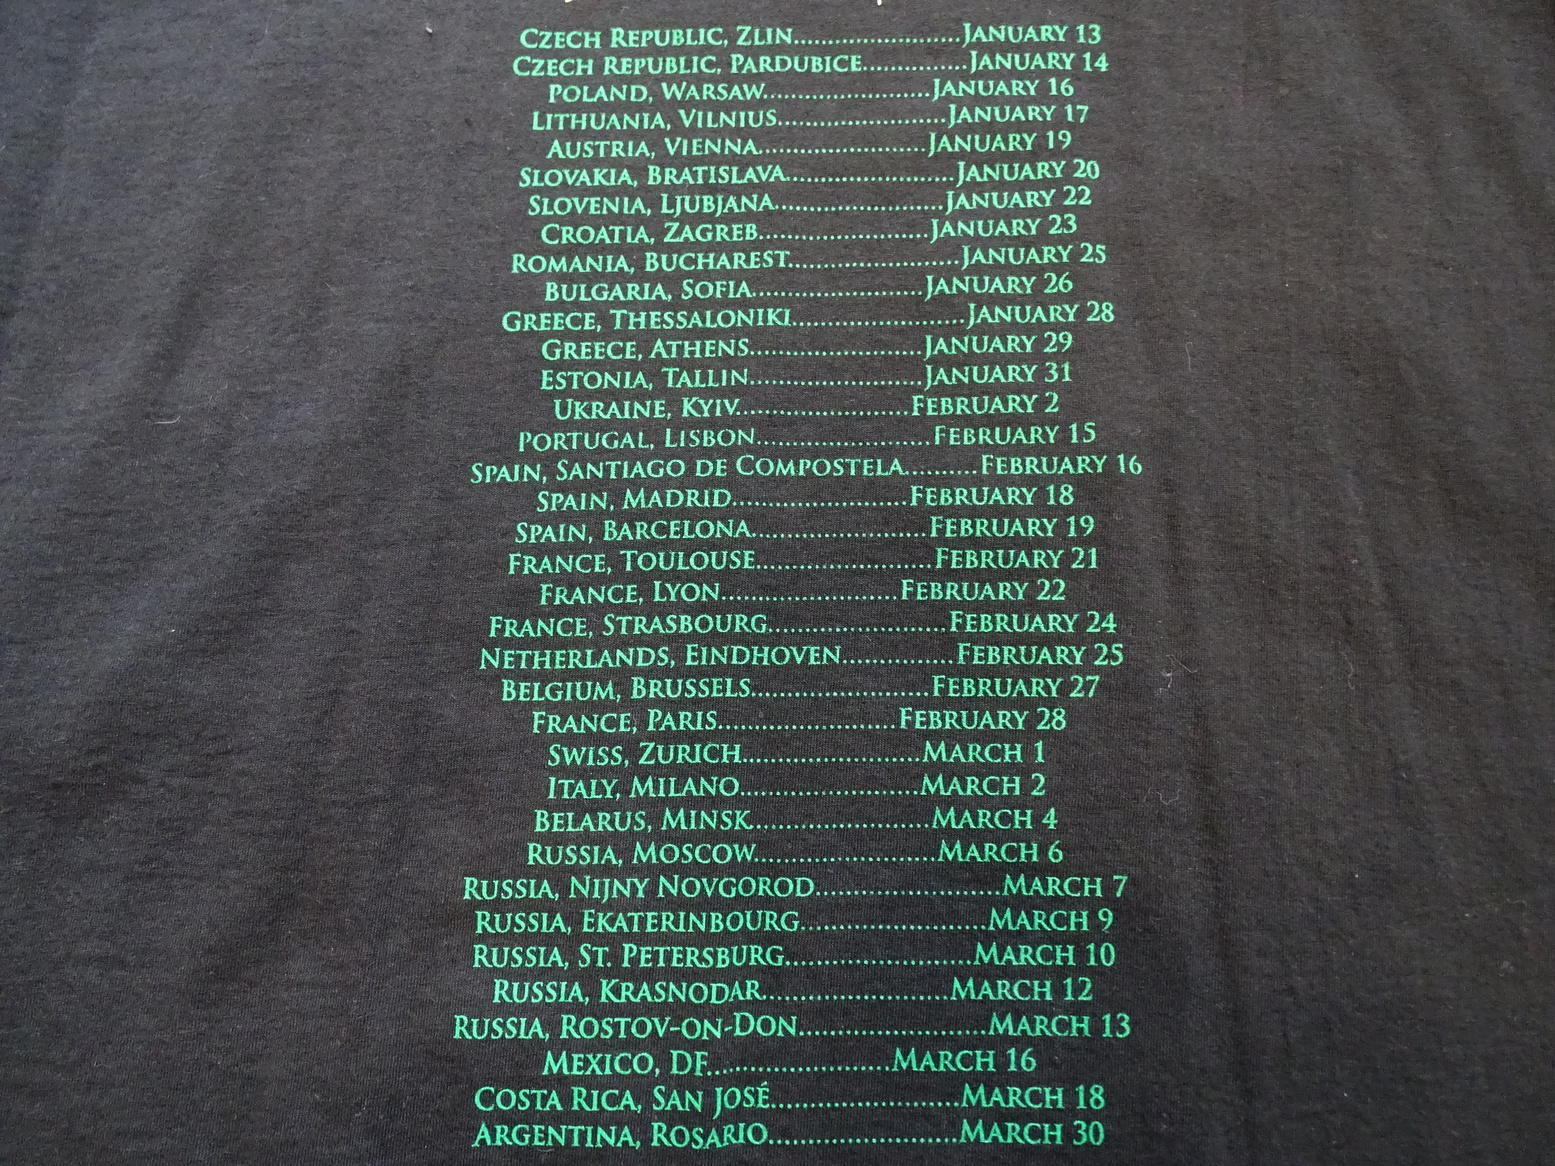 Czech Republic, Zlin........................January 13
Czech Republic, Pardubice...............January 14
Poland, Warsaw........................January 16
Lithuania, Vilnius........................January 17
Austria, Vienna........................January 19
Slovakia, Bratislava........................January 20
Slovenia, Ljubjana........................January 22
Croatia, Zagreb........................January 23
Romania, Bucharest........................January 25
Bulgaria, Sofia........................January 26
Greece, Thessaloniki........................January 28
Greece, Athens........................January 29
Estonia, Tallin........................January 31
Ukraine, Kyiv........................February 2
Portugal, Lisbon........................February 15
Spain, Santiago de Compostela..........February 16
Spain, Madrid........................February 18
Spain, Barcelona........................February 19
France, Toulouse........................February 21
France, Lyon........................February 22
France, Strasbourg........................February 24
Netherlands, Eindhoven...............February 25
Belgium, Brussels........................February 27
France, Paris........................February 28
Swiss, Zurich........................March 1
Italy, Milano........................March 2
Belarus, Minsk........................March 4
Russia, Moscow........................March 6
Russia, Nijny Novgorod........................March 7
Russia, Ekaterinbourg........................March 9
Russia, St. Petersburg........................March 10
Russia, Krasnodar........................March 12
Russia, Rostov-on-Don........................March 13
Mexico, DF........................March 16
Costa Rica, San José........................March 18
Argentina, Rosario........................March 30